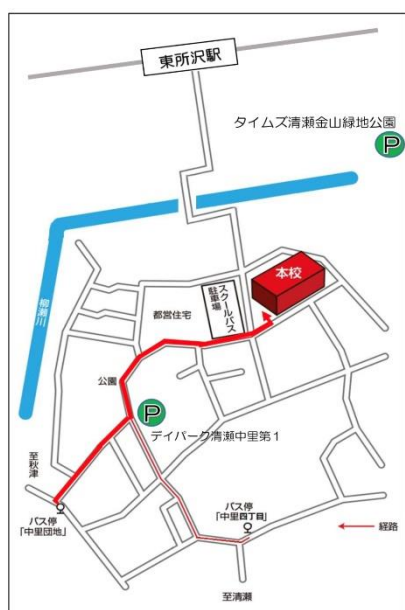 東所沢駅
タイムズ清瀬金山緑地公園
P
柳瀬川
本校
スクールバス
駐車場
都営住宅
公園
P
デイパーク清瀬中里第1
至秋津
バス停
「中里団地」
バス停
「中里四丁目」
経路
至清瀬